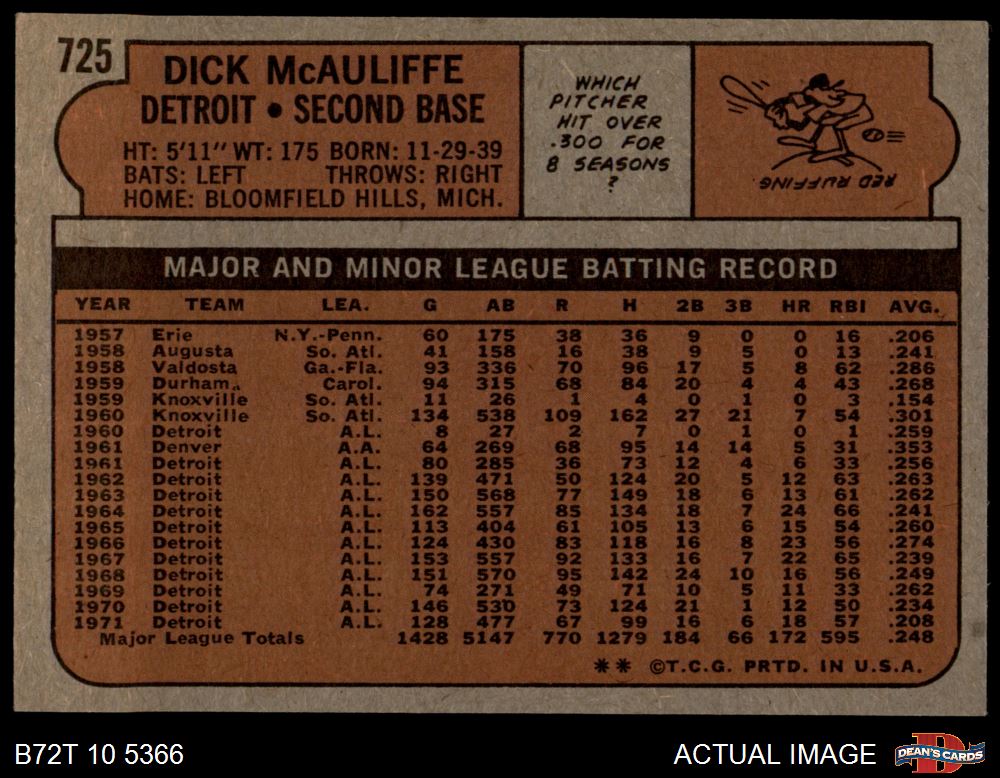 725
DICK McAULIFFE
DETROIT • SECOND BASE
HT: 5'11" WT: 175 BORN: 11-29-39
BATS: LEFT THROWS: RIGHT
HOME: BLOOMFIELD HILLS, MICH.
WHICH
PITCHER
HIT OVER
.300 FOR
8 SEASONS
?
RED RUFFING
MAJOR AND MINOR LEAGUE BATTING RECORD
YEAR TEAM LEA. G AB R H 2B 3B HR RBI AVG.
1957 Erie N.Y.-Penn. 60 175 38 36 9 0 0 16 .206
1958 Augusta So. Atl. 41 158 16 38 9 5 0 13 .241
1958 Valdosta Ga.-Fla. 93 336 70 96 17 5 8 62 .286
1959 Durham Carol. 94 315 68 84 20 4 4 43 .268
1959 Knoxville So. Atl. 11 26 1 4 0 1 0 3 .154
1960 Knoxville So. Atl. 134 538 109 162 27 21 7 54 .301
1960 Detroit A.L. 8 27 2 7 0 1 0 1 .259
1961 Denver A.A. 64 269 68 95 14 14 5 31 .353
1961 Detroit A.L. 80 285 36 73 12 4 6 33 .256
1962 Detroit A.L. 139 471 50 124 20 5 12 63 .263
1963 Detroit A.L. 150 568 77 149 18 6 13 61 .262
1964 Detroit A.L. 162 557 85 134 18 7 24 66 .241
1965 Detroit A.L. 113 404 61 105 13 6 15 54 .260
1966 Detroit A.L. 124 430 83 118 16 8 23 56 .274
1967 Detroit A.L. 153 557 92 133 16 7 22 65 .239
1968 Detroit A.L. 151 570 95 142 24 10 16 56 .249
1969 Detroit A.L. 74 271 49 71 10 5 11 33 .262
1970 Detroit A.L. 146 530 73 124 21 1 12 50 .234
1971 Detroit A.L. 128 477 67 99 16 6 18 57 .208
Major League Totals 1428 5147 770 1279 184 66 172 595 .248
** ©T.C.G. PRTD. IN U.S.A.
B72T 10 5366
ACTUAL IMAGE
DEAN'S CARDS